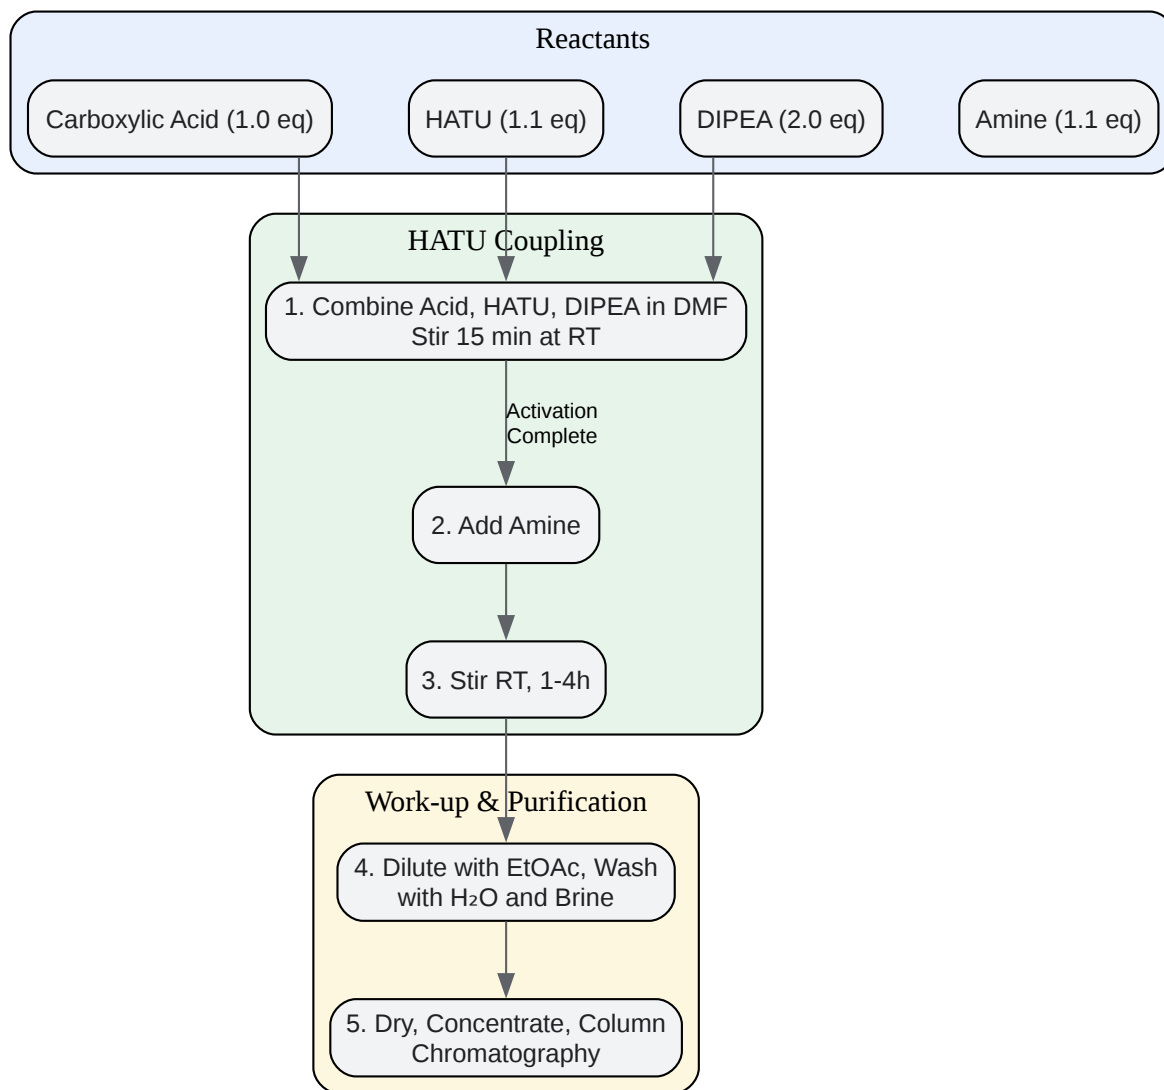 Reactants
Carboxylic Acid (1.0 eq)
HATU (1.1 eq)
DIPEA (2.0 eq)
Amine (1.1 eq)
HATU Coupling
1. Combine Acid, HATU, DIPEA in DMF
Stir 15 min at RT
Activation
Complete
2. Add Amine
3. Stir RT, 1-4h
Work-up & Purification
4. Dilute with EtOAc, Wash
with H₂O and Brine
5. Dry, Concentrate, Column
Chromatography